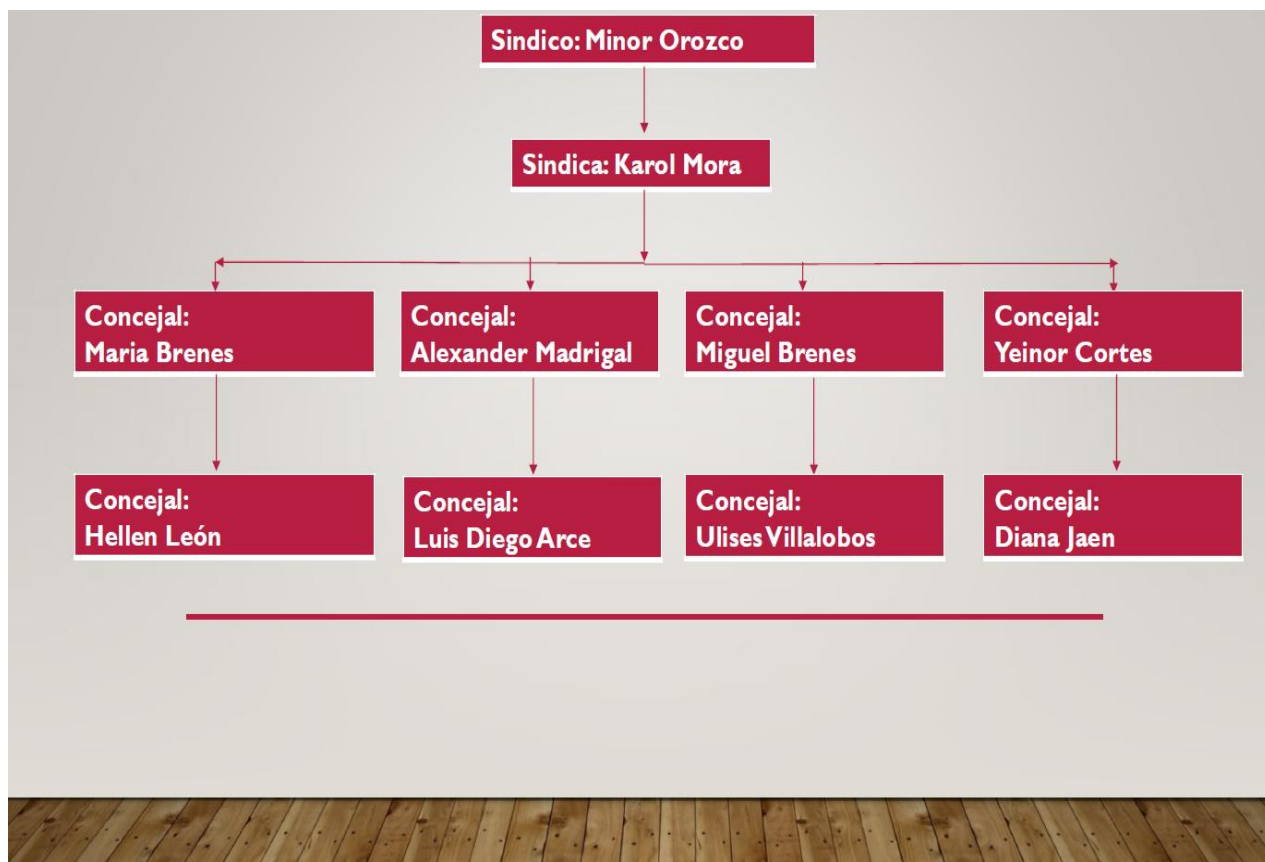 Sindico: Minor Orozco
Sindica: Karol Mora
Concejal:
Maria Brenes
Concejal:
Alexander Madrigal
Concejal:
Miguel Brenes
Concejal:
Yeinor Cortes
Concejal:
Hellen León
Concejal:
Luis Diego Arce
Concejal:
Ulises Villalobos
Concejal:
Diana Jaen